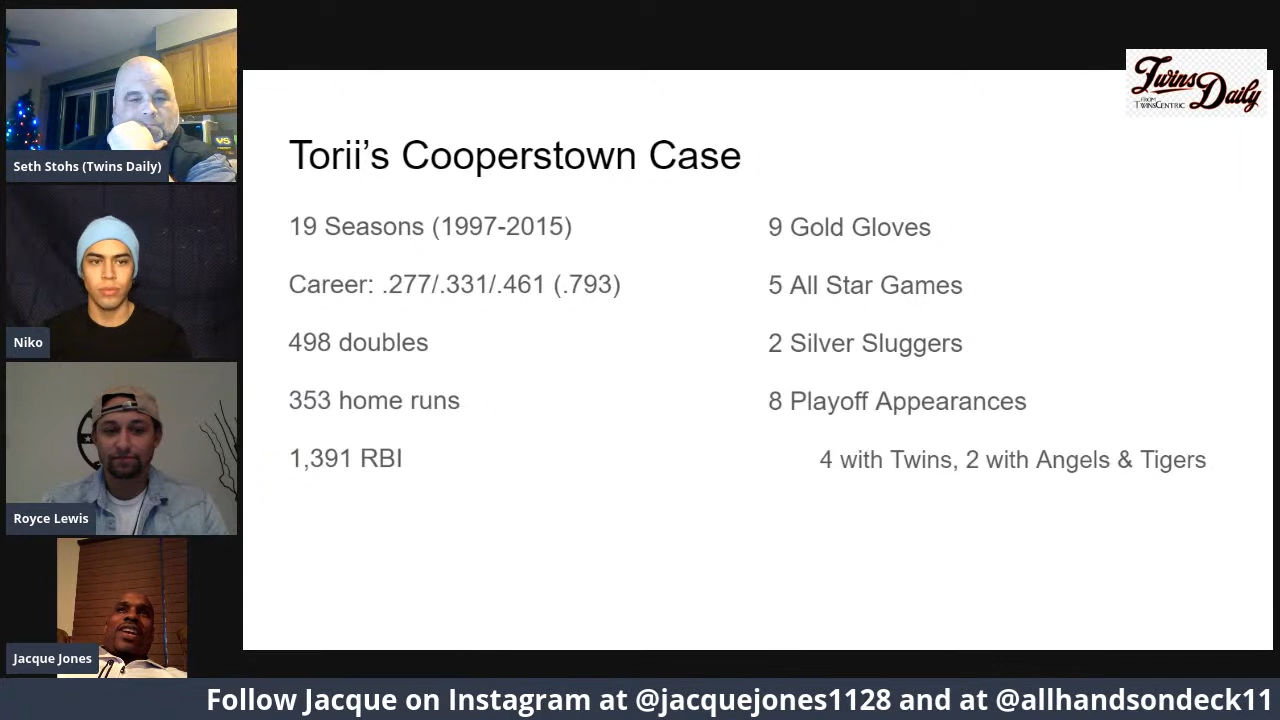 Twins
Daily
FROM
TWINSCENTRIC
Torii's Cooperstown Case
19 Seasons (1997-2015)
Career: .277/.331/.461 (.793)
498 doubles
353 home runs
1,391 RBI
9 Gold Gloves
5 All Star Games
2 Silver Sluggers
8 Playoff Appearances
4 with Twins, 2 with Angels & Tigers
VS
Seth Stohs (Twins Daily)
Niko
Royce Lewis
Jacque Jones
Follow Jacque on Instagram at @jacquejones1128 and at @allhandsondeck11